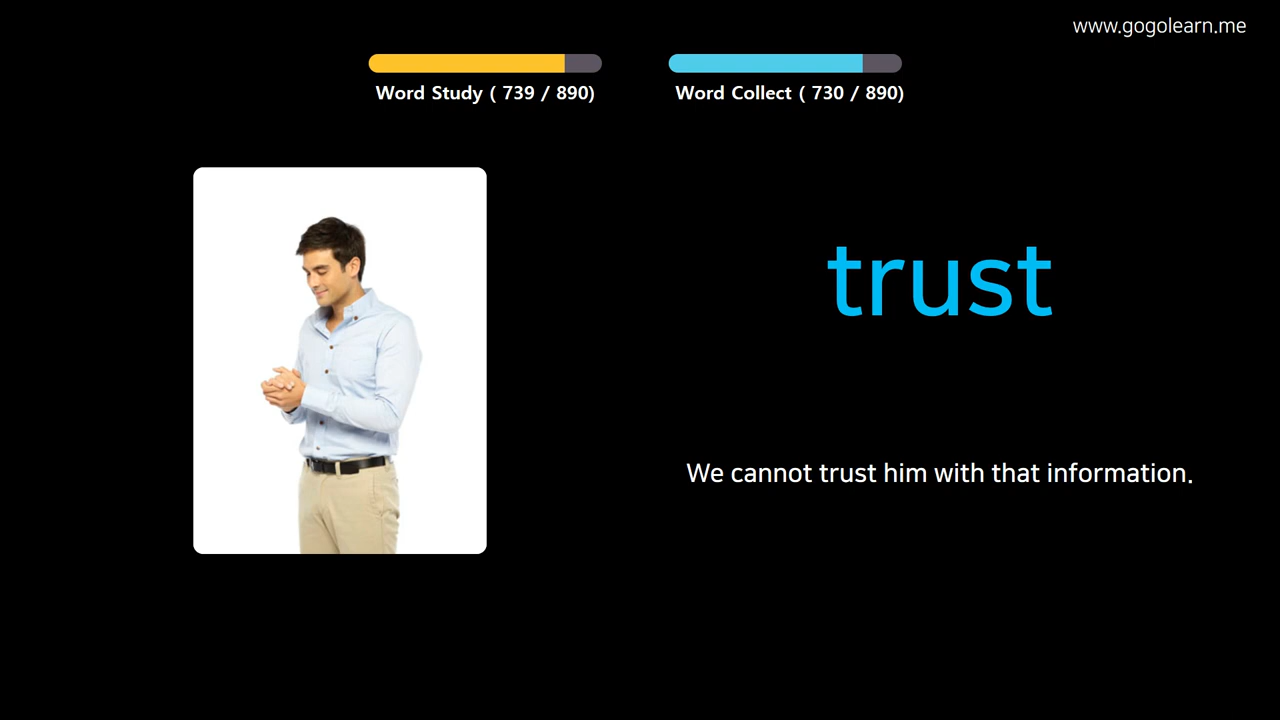 www.gogolearn.me
Word Study ( 739 / 890)
Word Collect ( 730 / 890)
trust
We cannot trust him with that information.